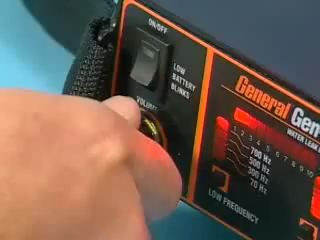 ON/OFF
LOW
BATTERY
BLINKS
VOLUME
General Gen
WATER LEAK
1 2 3 4 5 6 7 8 9 10
700 Hz
500 Hz
300 Hz
70 Hz
LOW FREQUENCY